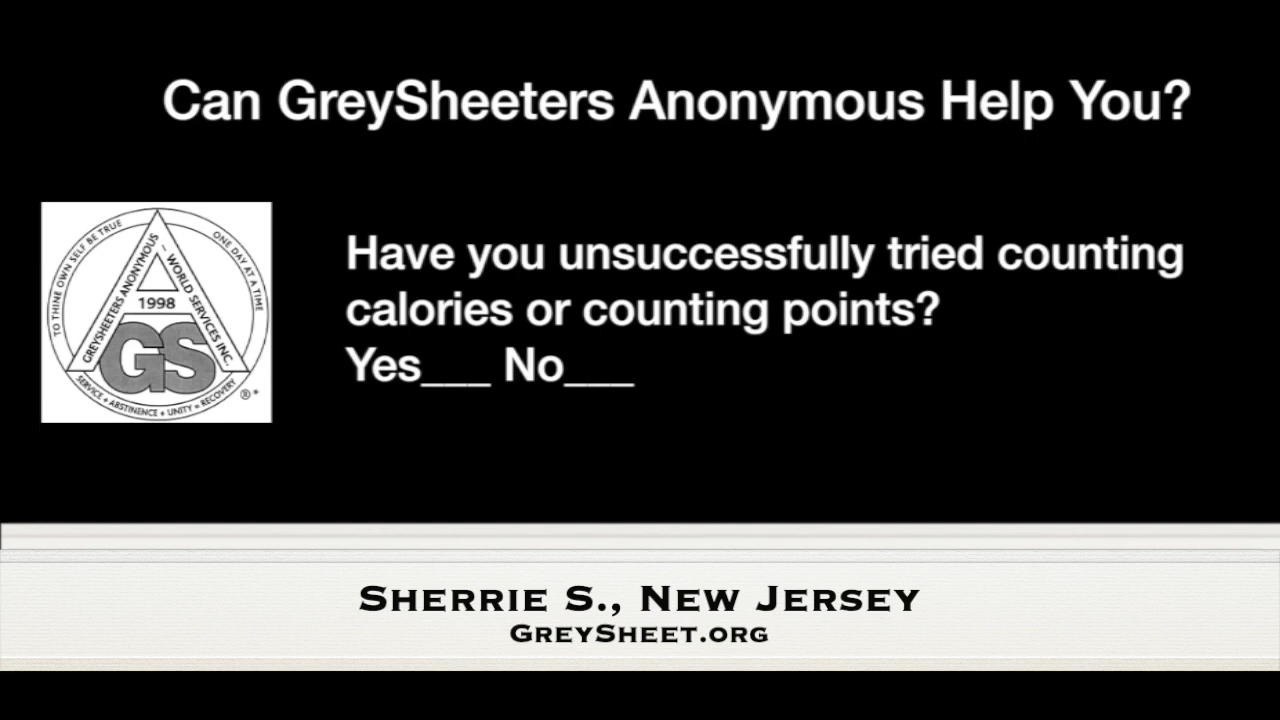 Can GreySheeters Anonymous Help You?
TO THINE OWN SELF BE TRUE
ONE DAY AT A TIME
GREYSHEETERS ANONYMOUS – WORLD SERVICES INC.
1998
GS
SERVICE + ABSTINENCE + UNITY = RECOVERY
®*
Have you unsuccessfully tried counting
calories or counting points?
Yes___ No___
SHERRIE S., NEW JERSEY
GREYSHEET.ORG